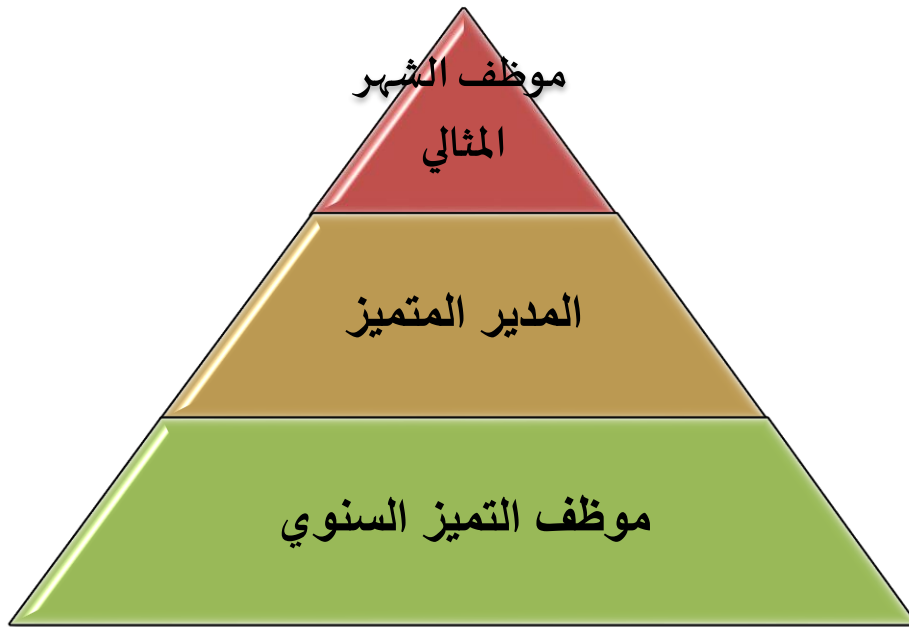 موظف الشهر
المثالي
المدير المتميز
موظف التميز السنوي